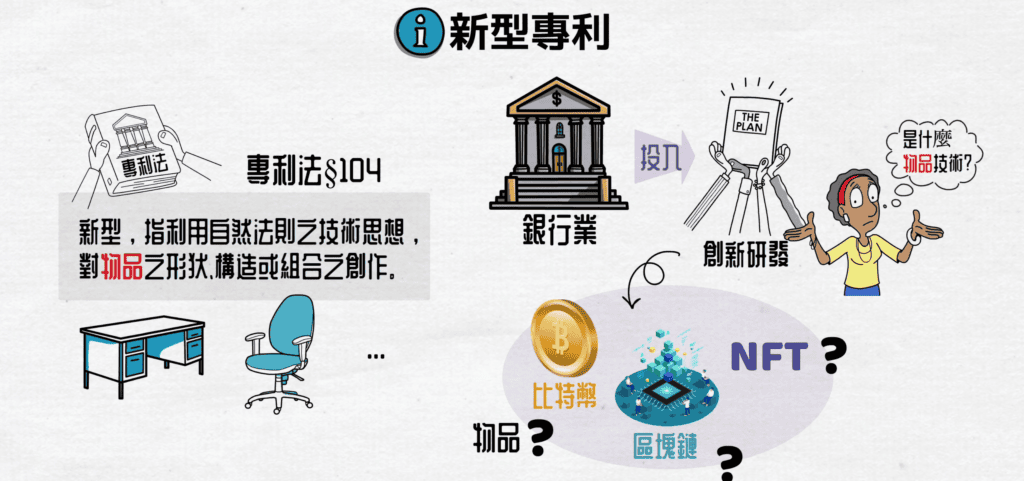 i 新型專利
專利法
專利法§104
新型，指利用自然法則之技術思想，
對物品之形狀､構造或組合之創作。
...
$
銀行業
投入
THE
PLAN
創新研發
是什麼
物品技術?
比特幣
區塊鏈
NFT ?
物品 ?
?